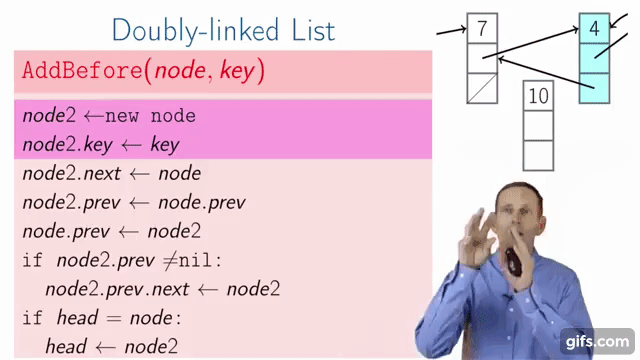 Doubly-linked List
7
4
AddBefore(node, key)
10
node2 ←new node
node2.key ← key
node2.next ← node
node2.prev ← node.prev
node.prev ← node2
if node2.prev ≠nil:
node2.prev.next ← node2
if head = node:
head ← node2
gifs.com